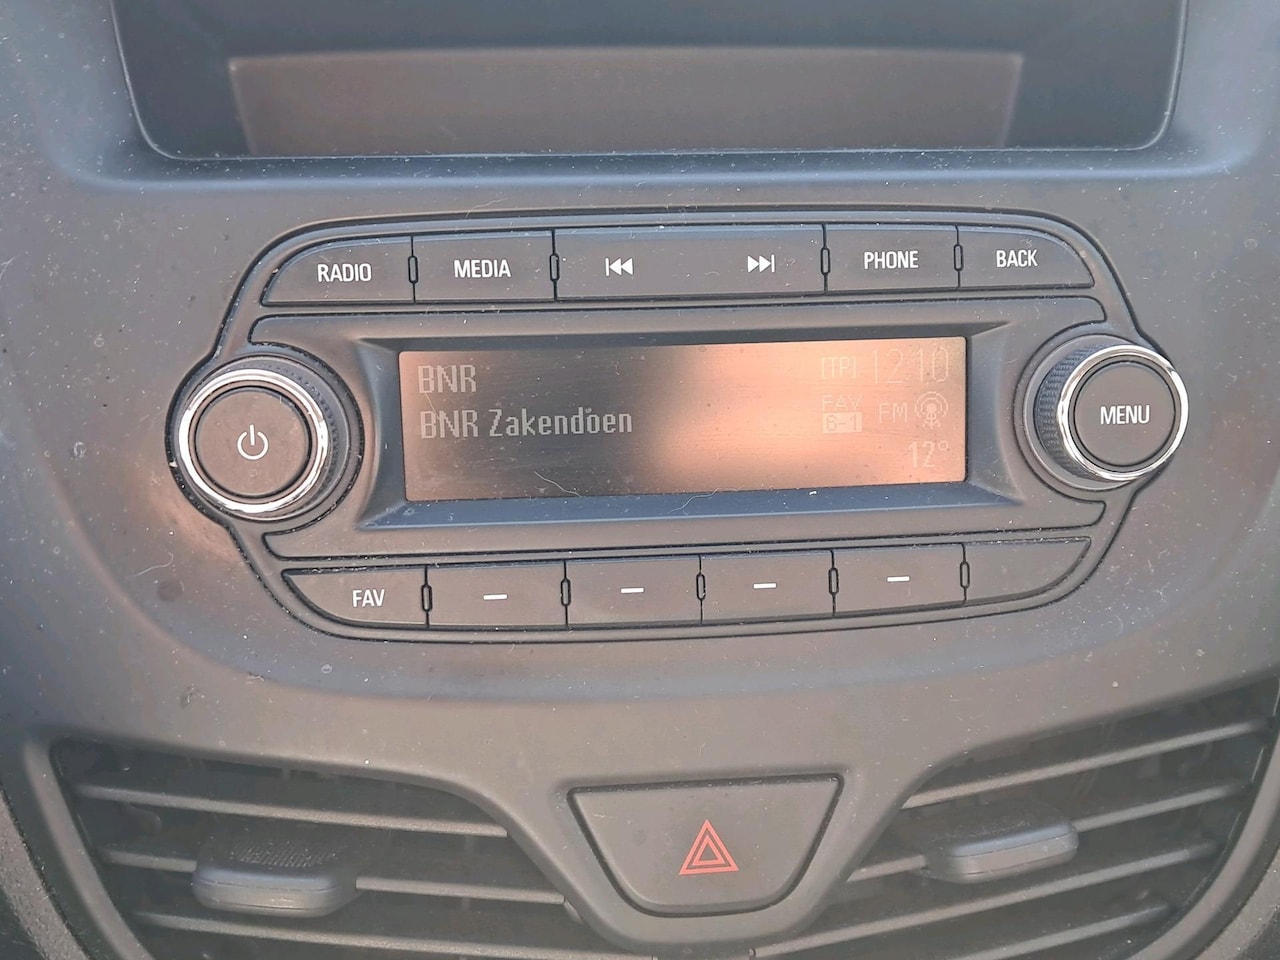 RADIO MEDIA PHONE BACK
BNR [TP] 12:10
BNR Zakendoen FAV 6-1 FM
12°
MENU
FAV